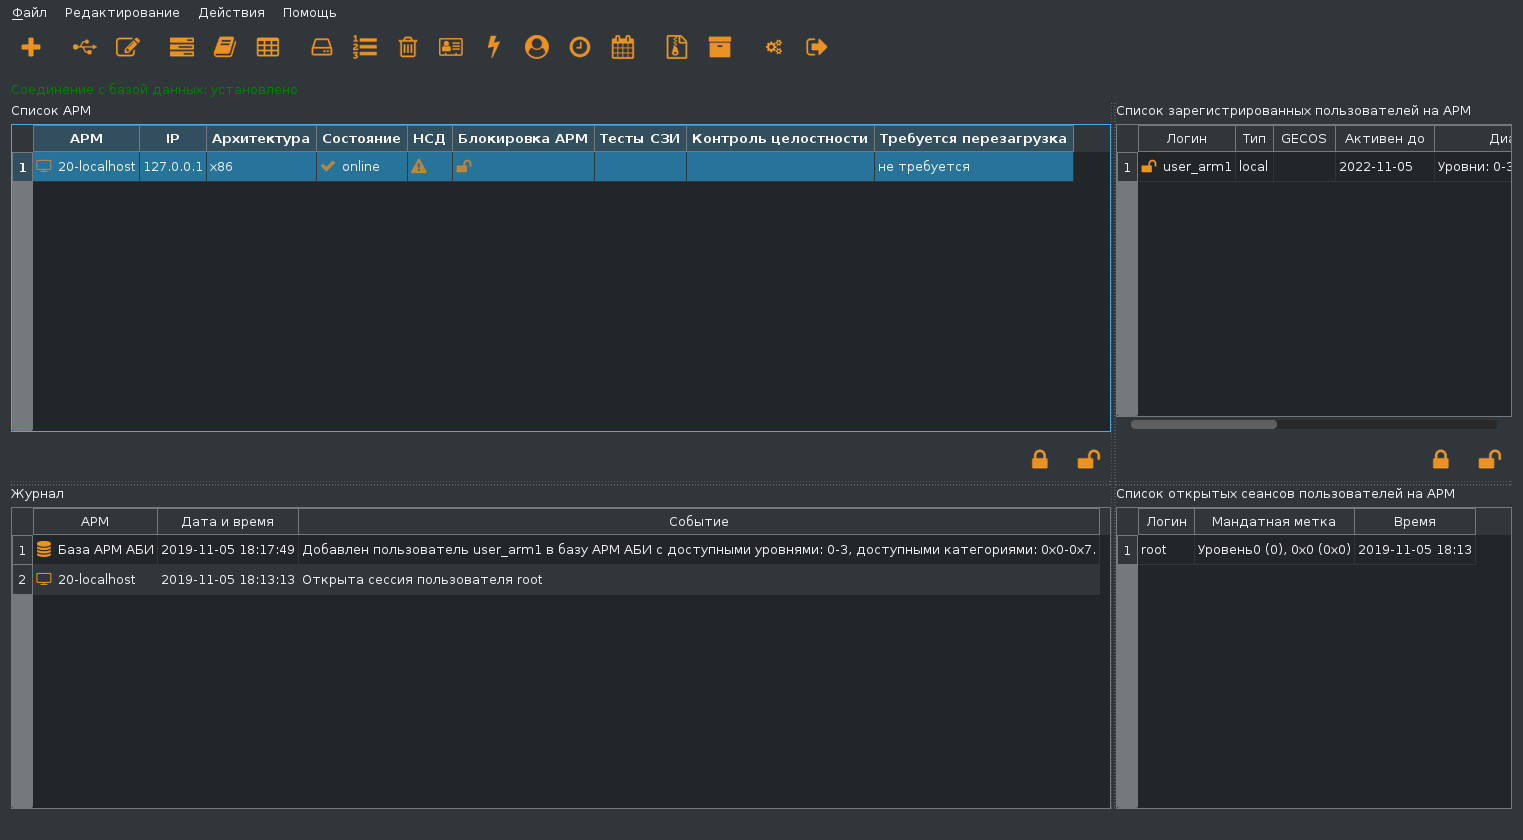 Файл Редактирование Действия Помощь
Соединение с базой данных: установлено
Список АРМ
АРМ IP Архитектура Состояние НСД Блокировка АРМ Тесты СЗИ Контроль целостности Требуется перезагрузка
1 20-localhost 127.0.0.1 x86 online не требуется
Список зарегистрированных пользователей на АРМ
Логин Тип GECOS Активен до Диа
1 user_arm1 local 2022-11-05 Уровни: 0-3
Журнал
АРМ Дата и время Событие
1 База АРМ АБИ 2019-11-05 18:17:49 Добавлен пользователь user_arm1 в базу АРМ АБИ с доступными уровнями: 0-3, доступными категориями: 0x0-0x7.
2 20-localhost 2019-11-05 18:13:13 Открыта сессия пользователя root
Список открытых сеансов пользователей на АРМ
Логин Мандатная метка Время
1 root Уровень0 (0), 0x0 (0x0) 2019-11-05 18:13